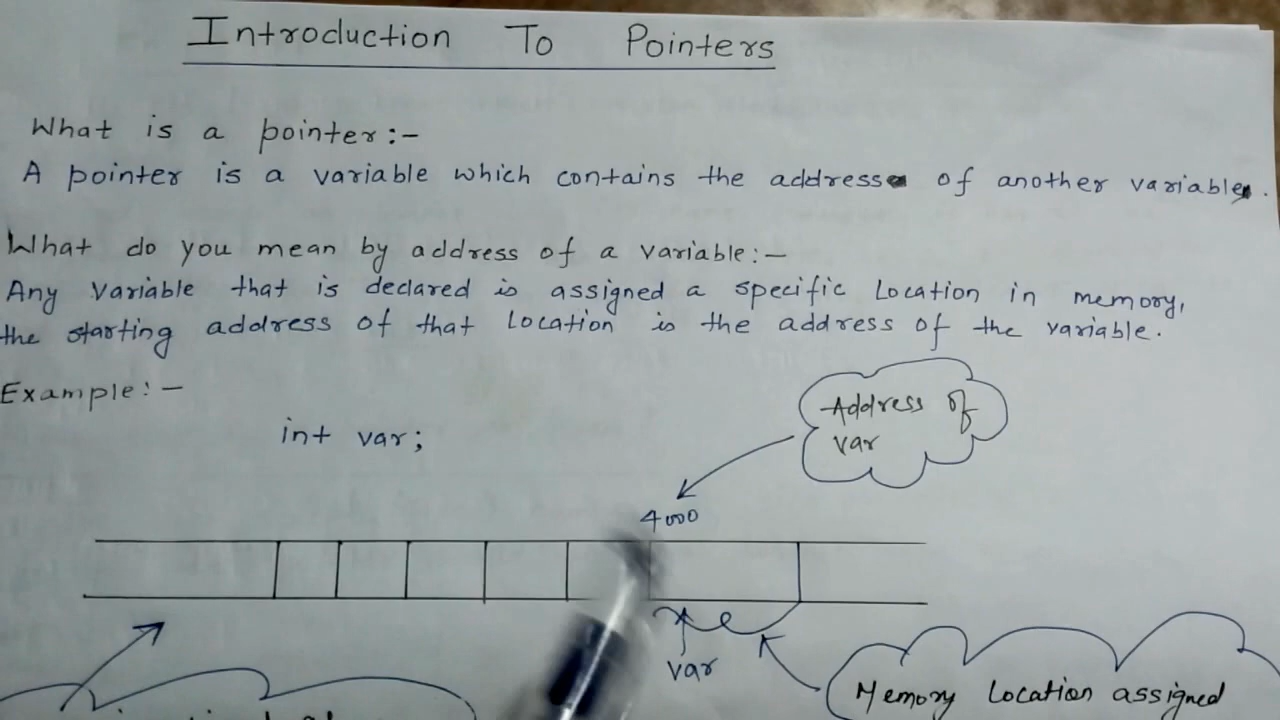 Introduction To Pointers
What is a pointer:-
A pointer is a variable which contains the address of another variable.
What do you mean by address of a variable:-
Any variable that is declared is assigned a specific location in memory,
the starting address of that location is the address of the variable.
Example:-
int var;
Address of
var
4000
var
Memory Location assigned